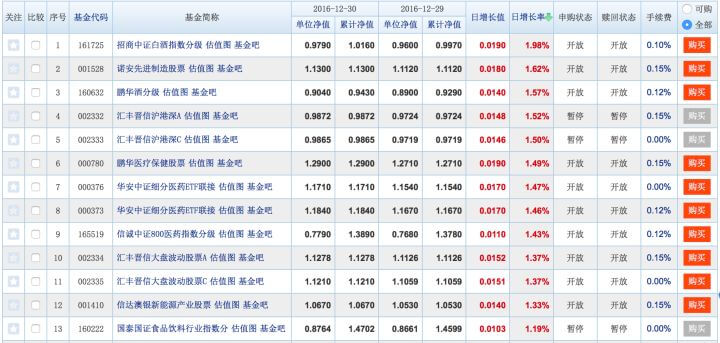 关注 比较 序号 基金代码 基金简称 2016-12-30 2016-12-29 日增长值 日增长率 申购状态 赎回状态 手续费 可购 全部
单位净值 累计净值 单位净值 累计净值
1 161725 招商中证白酒指数分级 估值图 基金吧 0.9790 1.0160 0.9600 0.9970 0.0190 1.98% 开放 开放 0.10% 购买
2 001528 诺安先进制造股票 估值图 基金吧 1.1300 1.1300 1.1120 1.1120 0.0180 1.62% 开放 开放 0.15% 购买
3 160632 鹏华酒分级 估值图 基金吧 0.9040 0.9430 0.8900 0.9290 0.0140 1.57% 开放 开放 0.12% 购买
4 002332 汇丰晋信沪港深A 估值图 基金吧 0.9872 0.9872 0.9724 0.9724 0.0148 1.52% 暂停 暂停 0.15% 购买
5 002333 汇丰晋信沪港深C 估值图 基金吧 0.9865 0.9865 0.9719 0.9719 0.0146 1.50% 暂停 暂停 0.00% 购买
6 000780 鹏华医疗保健股票 估值图 基金吧 1.2900 1.2900 1.2710 1.2710 0.0190 1.49% 开放 开放 0.15% 购买
7 000376 华安中证细分医药ETF联接 估值图 基金吧 1.1710 1.1710 1.1540 1.1540 0.0170 1.47% 开放 开放 0.00% 购买
8 000373 华安中证细分医药ETF联接 估值图 基金吧 1.1840 1.1840 1.1670 1.1670 0.0170 1.46% 开放 开放 0.12% 购买
9 165519 信诚中证800医药指数分级 估值图 基金吧 0.7790 1.3890 0.7680 1.3780 0.0110 1.43% 开放 开放 0.12% 购买
10 002334 汇丰晋信大盘波动股票A 估值图 基金吧 1.1278 1.1278 1.1126 1.1126 0.0152 1.37% 开放 开放 0.15% 购买
11 002335 汇丰晋信大盘波动股票C 估值图 基金吧 1.1210 1.1210 1.1059 1.1059 0.0151 1.37% 开放 开放 0.00% 购买
12 001410 信达澳银新能源产业股票 估值图 基金吧 1.0670 1.0670 1.0530 1.0530 0.0140 1.33% 开放 开放 0.15% 购买
13 160222 国泰国证食品饮料行业指数分 估值图 基金吧 0.8764 1.4702 0.8661 1.4599 0.0103 1.19% 暂停 暂停 0.00% 购买